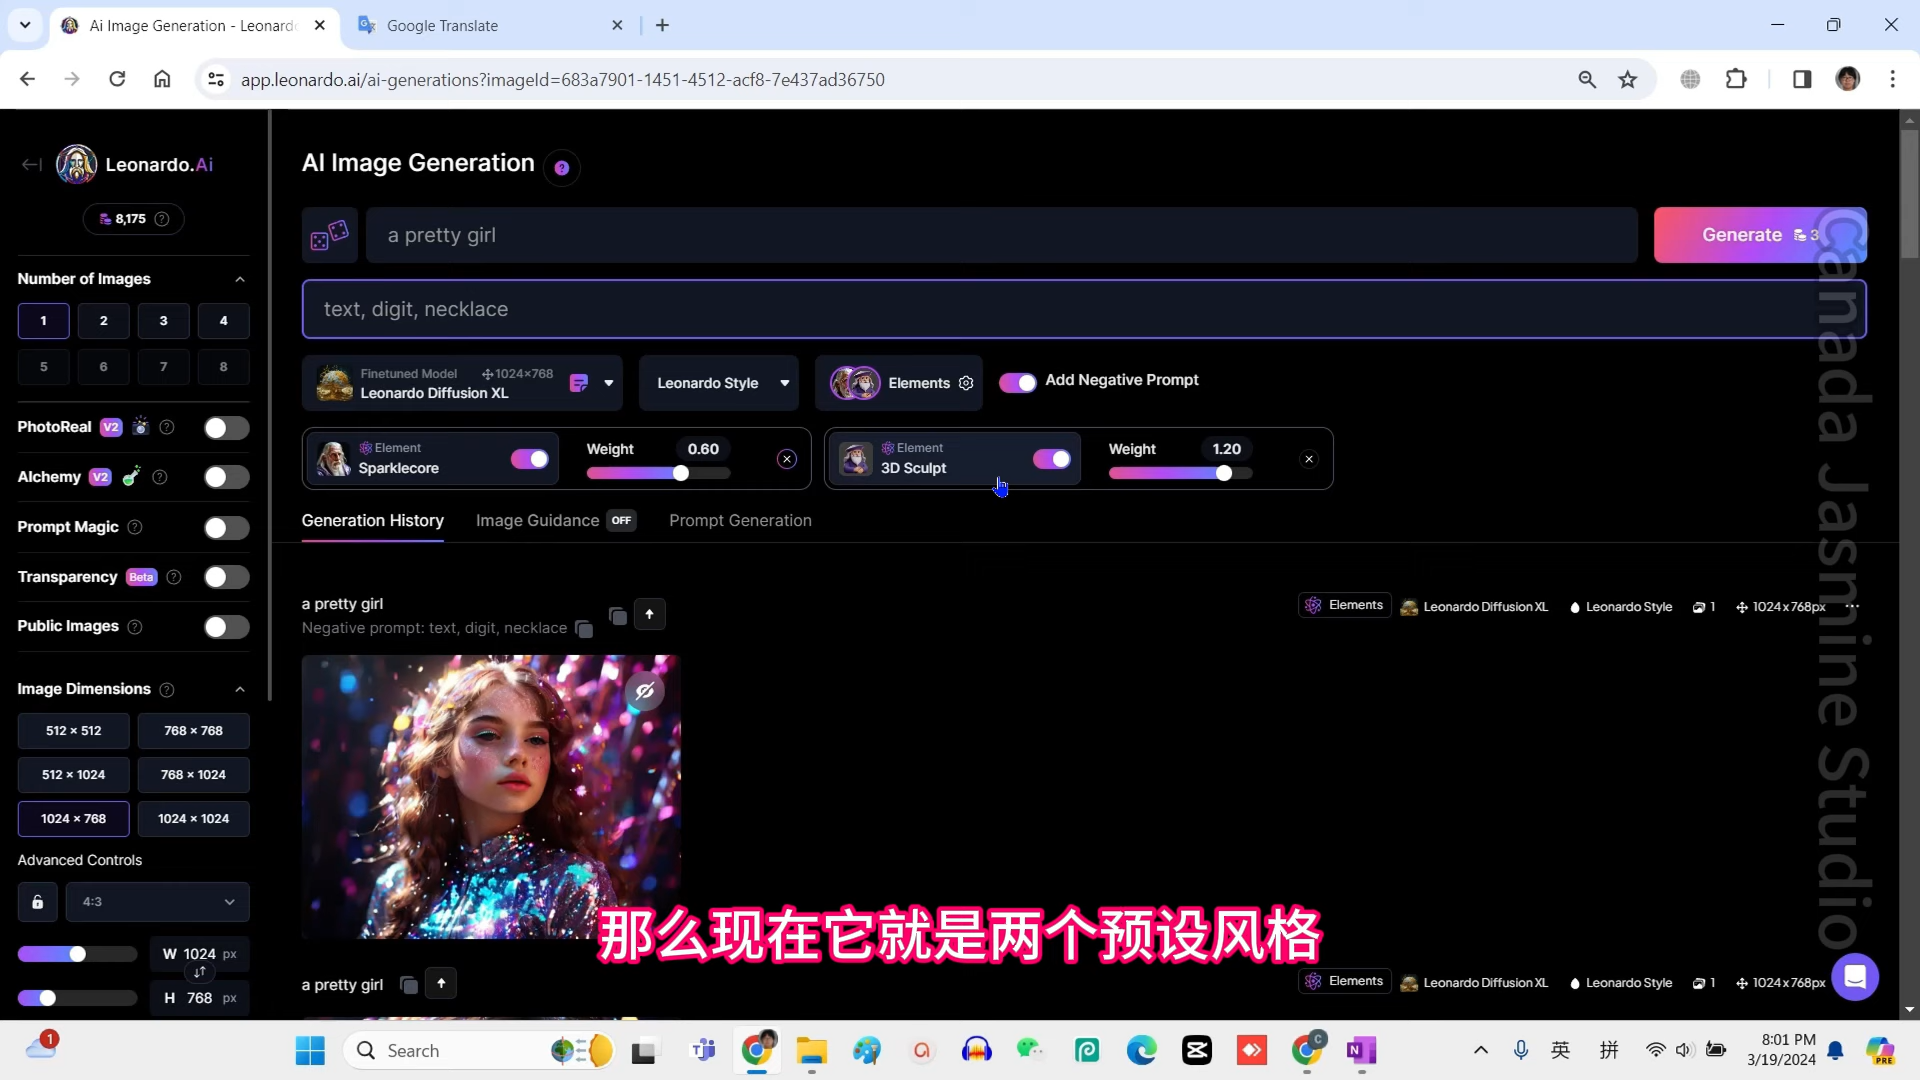 Ai Image Generation - Leonardo
Google Translate
app.leonardo.ai/ai-generations?imageId=683a7901-1451-4512-acf8-7e437ad36750
Leonardo.Ai
8,175
AI Image Generation
a pretty girl
Generate 3
text, digit, necklace
Number of Images
1 2 3 4
5 6 7 8
Finetuned Model 1024×768
Leonardo Diffusion XL
Leonardo Style
Elements
Add Negative Prompt
PhotoReal V2
Alchemy V2
Prompt Magic
Transparency Beta
Public Images
Element
Sparklecore
Weight 0.60
Element
3D Sculpt
Weight 1.20
Generation History
Image Guidance OFF
Prompt Generation
a pretty girl
Negative prompt: text, digit, necklace
Elements Leonardo Diffusion XL Leonardo Style 1 1024x768px
Image Dimensions
512 × 512 768 × 768
512 × 1024 768 × 1024
1024 × 768 1024 × 1024
Advanced Controls
4:3
W 1024 px
H 768 px
那么现在它就是两个预设风格
a pretty girl
Elements Leonardo Diffusion XL Leonardo Style 1 1024x768px
Canada Jasmine Studio
1
Search
英
拼
8:01 PM
3/19/2024
PRE